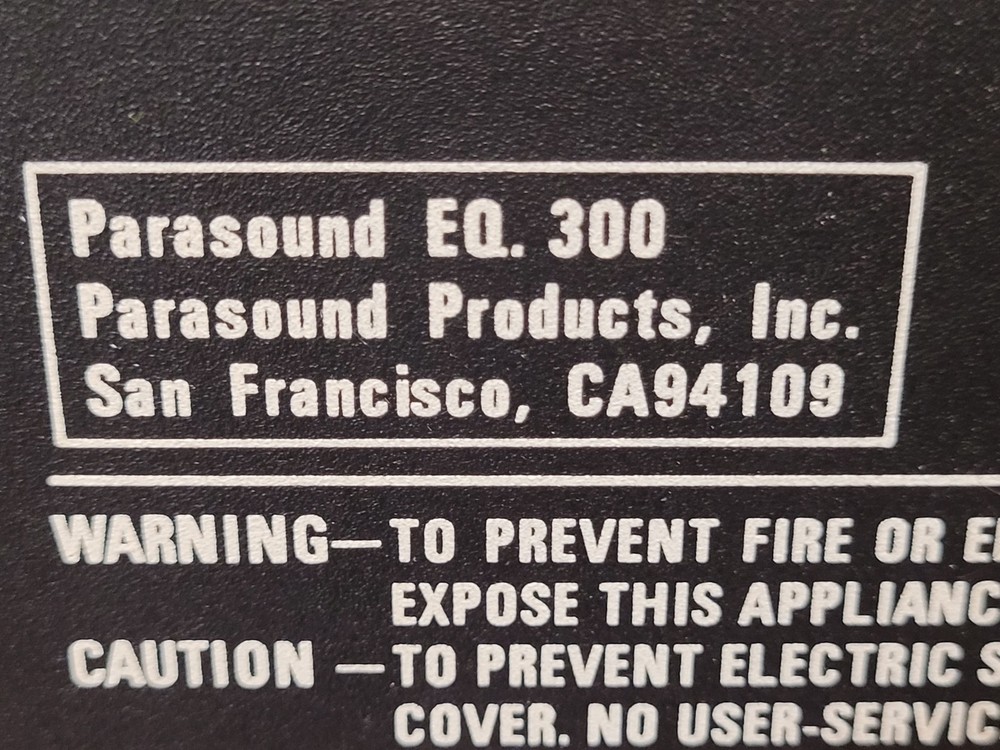 Parasound EQ. 300
Parasound Products, Inc.
San Francisco, CA94109
WARNING—TO PREVENT FIRE OR
EXPOSE THIS
CAUTION —TO PREVENT ELECTRIC
COVER. NO